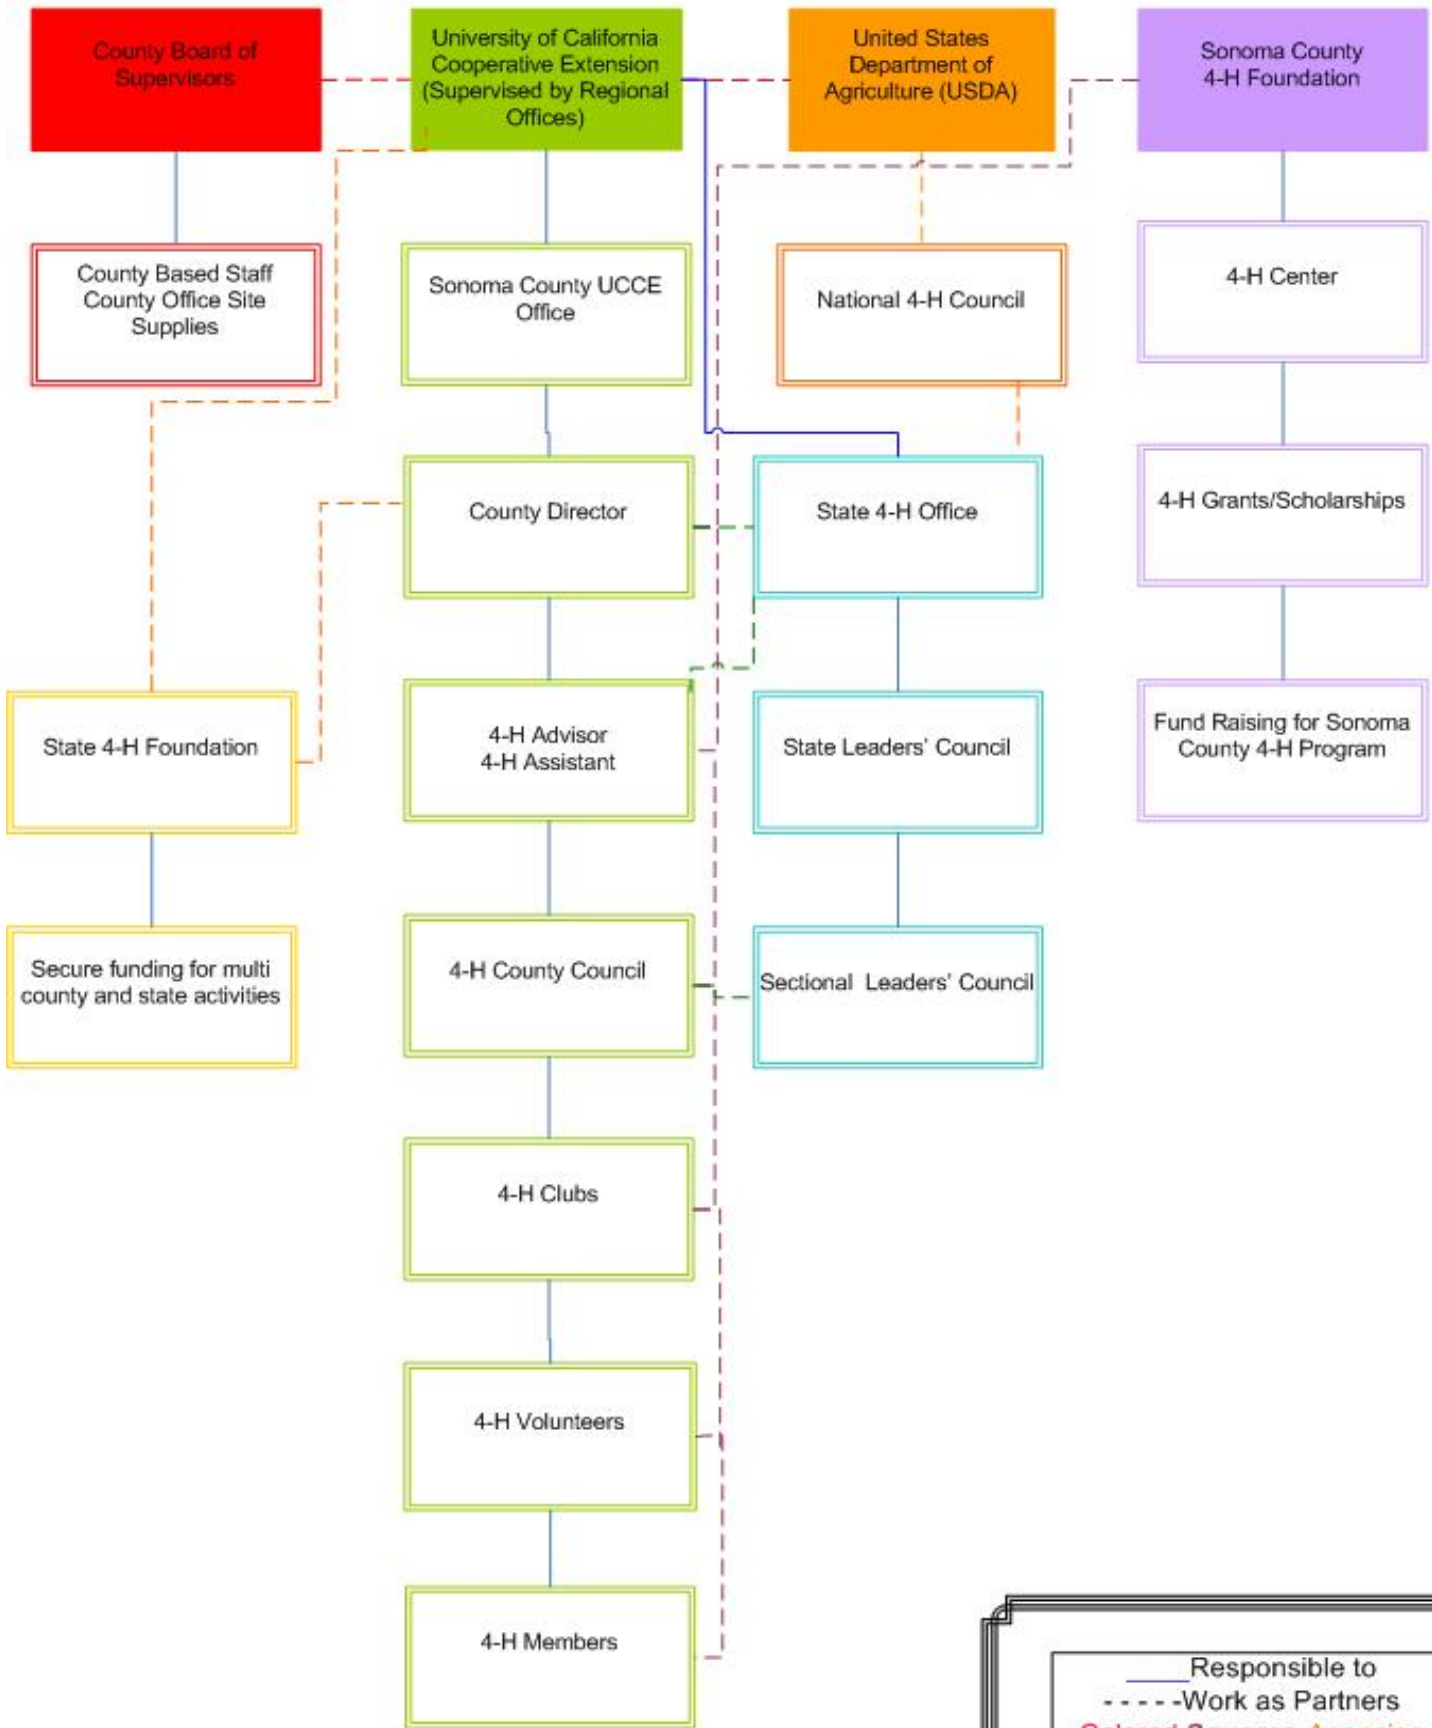 County Board of
Supervisors
University of California
Cooperative Extension
(Supervised by Regional
Offices)
United States
Department of
Agriculture (USDA)
Sonoma County
4-H Foundation
County Based Staff
County Office Site
Supplies
Sonoma County UCCE
Office
National 4-H Council
4-H Center
County Director
State 4-H Office
4-H Grants/Scholarships
State 4-H Foundation
4-H Advisor
4-H Assistant
State Leaders' Council
Fund Raising for Sonoma
County 4-H Program
Secure funding for multi
county and state activities
4-H County Council
Sectional Leaders' Council
4-H Clubs
4-H Volunteers
4-H Members
Responsible to
Work as Partners
Colored Squares